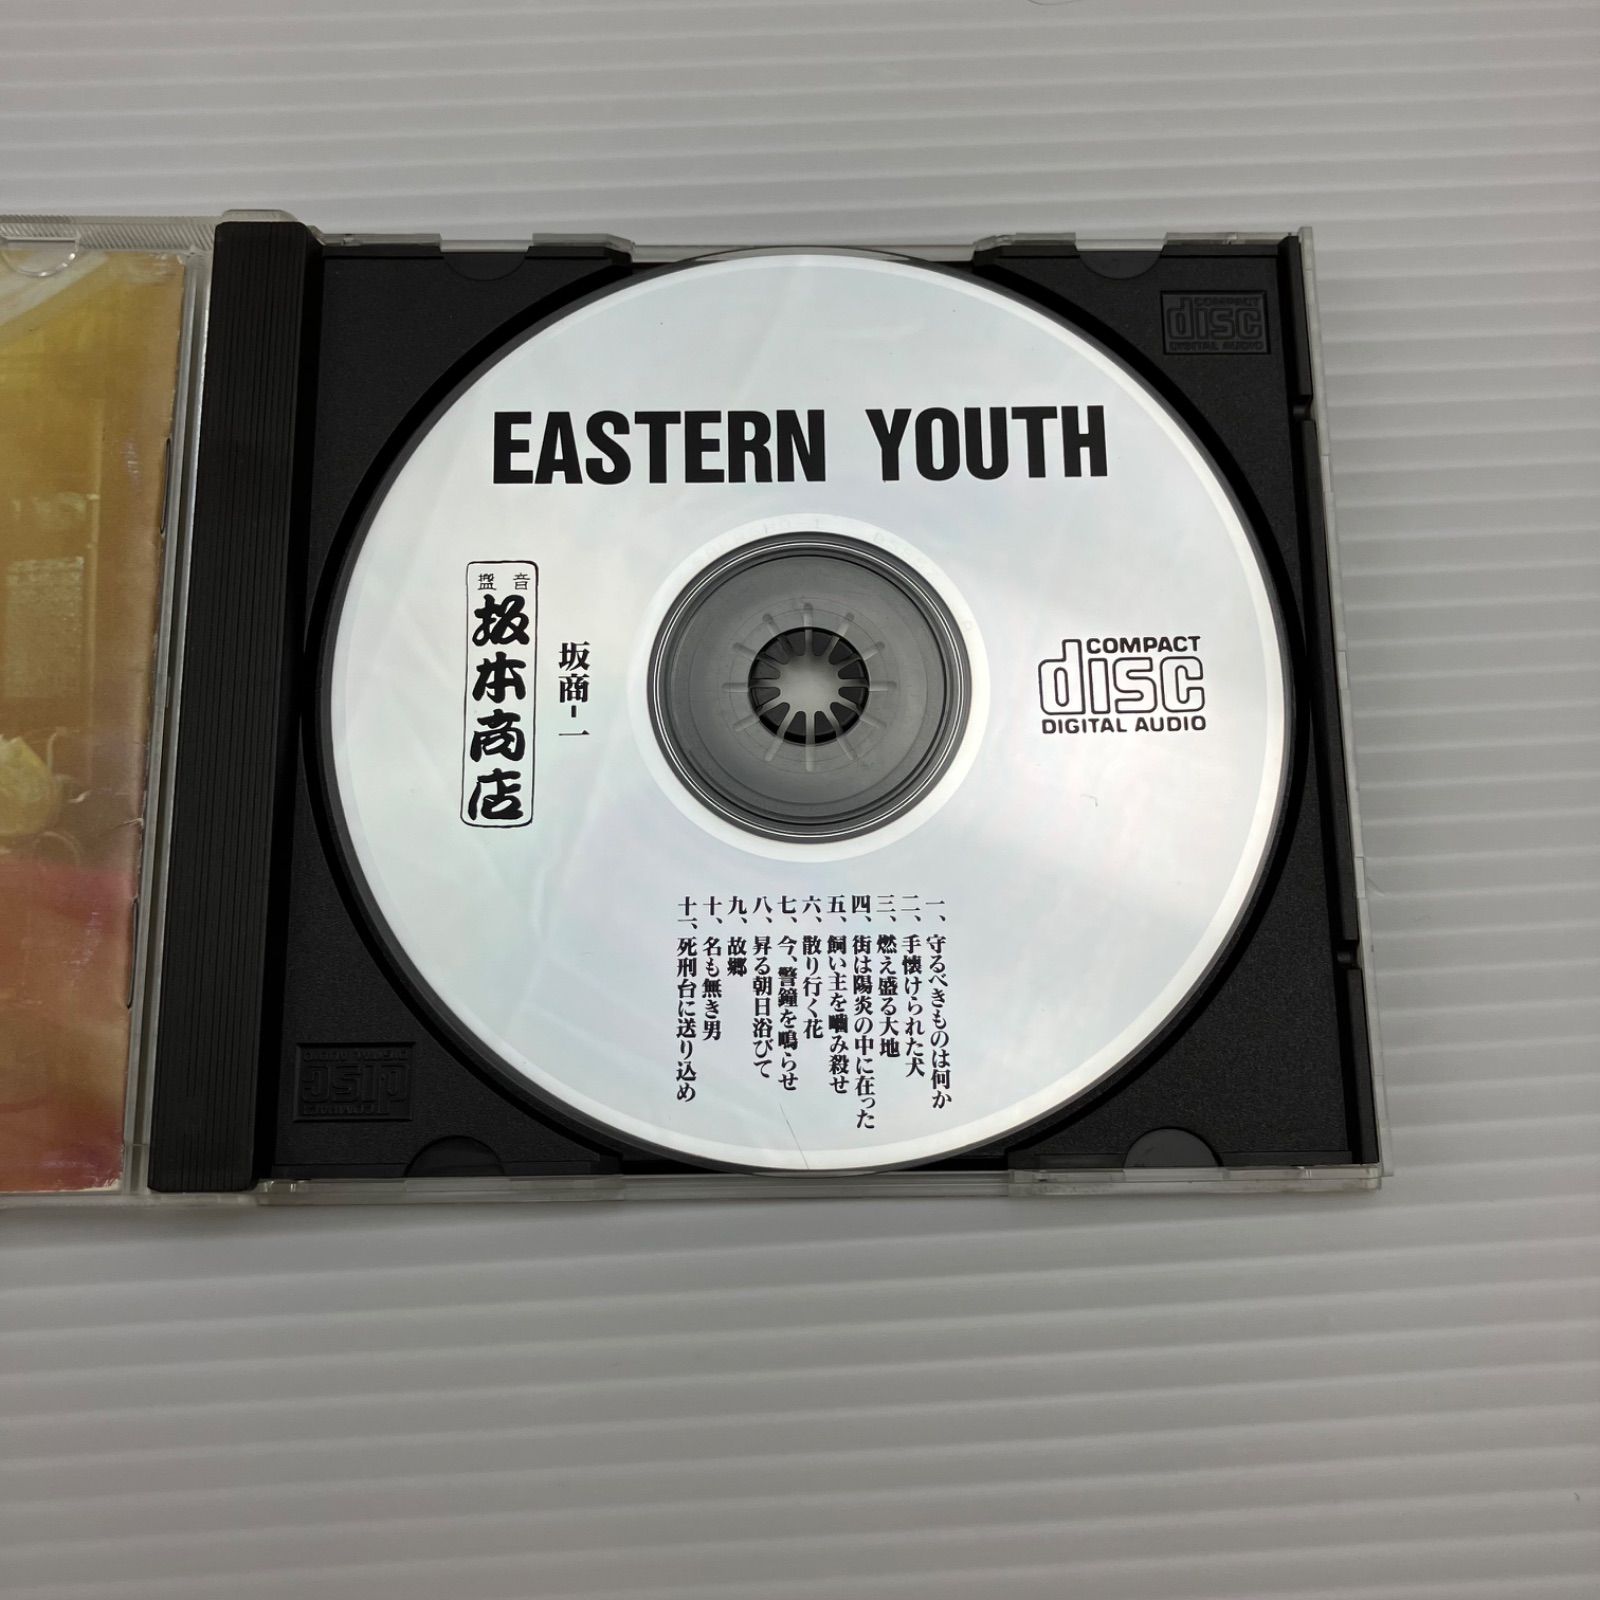 EASTERN YOUTH
音盤
坂本商店
坂商-一
COMPACT
disc
DIGITAL AUDIO
一、守るべきものは何か
二、手懐けられた犬
三、燃え盛る大地
四、街は陽炎の中に在った
五、飼い主を噛み殺せ
六、散り行く花
七、今、警鐘を鳴らせ
八、昇る朝日浴びて
九、故郷
十、名も無き男
十一、死刑台に送り込め
COMPACT
disc
DIGITAL AUDIO
COMPACT
disc
DIGITAL AUDIO